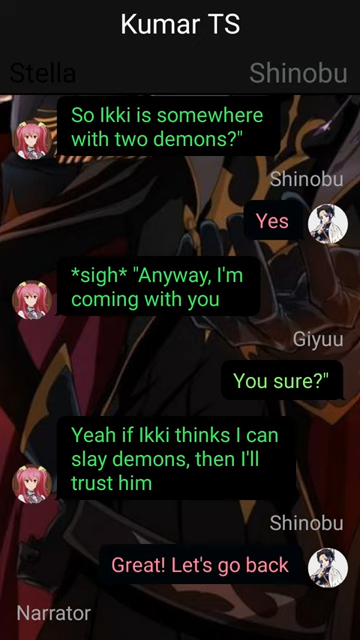 Kumar TS
Stella
Shinobu
So Ikki is somewhere
with two demons?"
Shinobu
Yes
*sigh* "Anyway, I'm
coming with you
Giyuu
You sure?"
Yeah if Ikki thinks I can
slay demons, then I'll
trust him
Shinobu
Great! Let's go back
Narrator